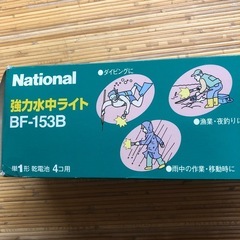 National
強力水中ライト
BF-153B
単1形 乾電池 4コ用
●ダイビングに
●漁業・夜釣りに
●雨中の作業・移動時に